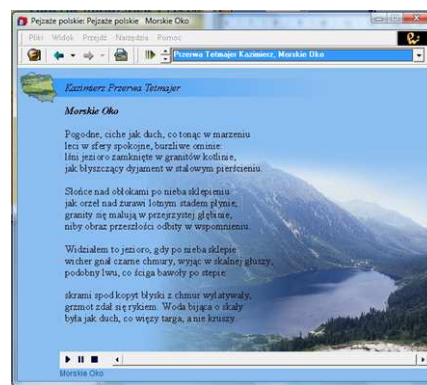 Pejzaże polskie: Pejzaże polskie Morskie Oko
Pliki Widok Przejdź Narzędzia Pomoc
Przerwa Tetmajer Kazimierz, Morskie Oko
Kazimierz Przerwa Tetmajer
Morskie Oko
Pogodne, ciche jak duch, co tonąc w marzeniu
leci w sfery spokojne, burzliwe ominie:
lśni jezioro zamknięte w granitów kotlinie,
jak błyszczący dyjament w stalowym pierścieniu.
Słońce nad obłokami po nieba sklepieniu
jak orzeł nad żurawi lotnym stadem płynie,
granity się malują w przejrzystej głębinie,
niby obraz przeszłości odbity w wspomnieniu.
Widziałem to jezioro, gdy po nieba sklepie
wicher gnał czarne chmury, wyjąc w skalnej głuszy,
podobny lwu, co ściga bawoły po stepie:
skrami spod kopyt błyski z chmur wylatywały,
grzmot zdał się rykiem. Woda bijąca o skały
była jak duch, co więzy targa, a nie kruszy.
Morskie Oko